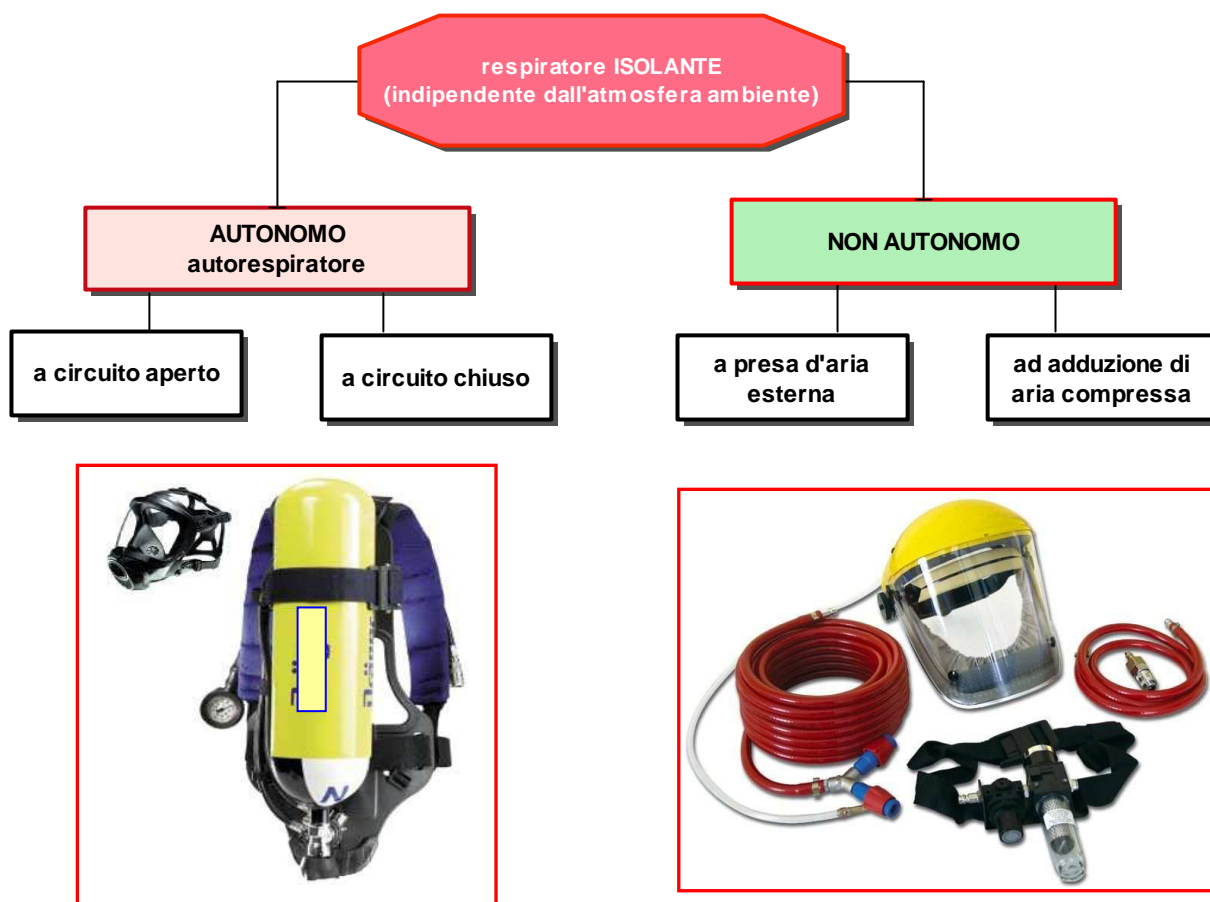 respiratore ISOLANTE
(indipendente dall'atmosfera ambiente)
AUTONOMO
autorespiratore
NON AUTONOMO
a circuito aperto
a circuito chiuso
a presa d'aria
esterna
ad adduzione di
aria compressa